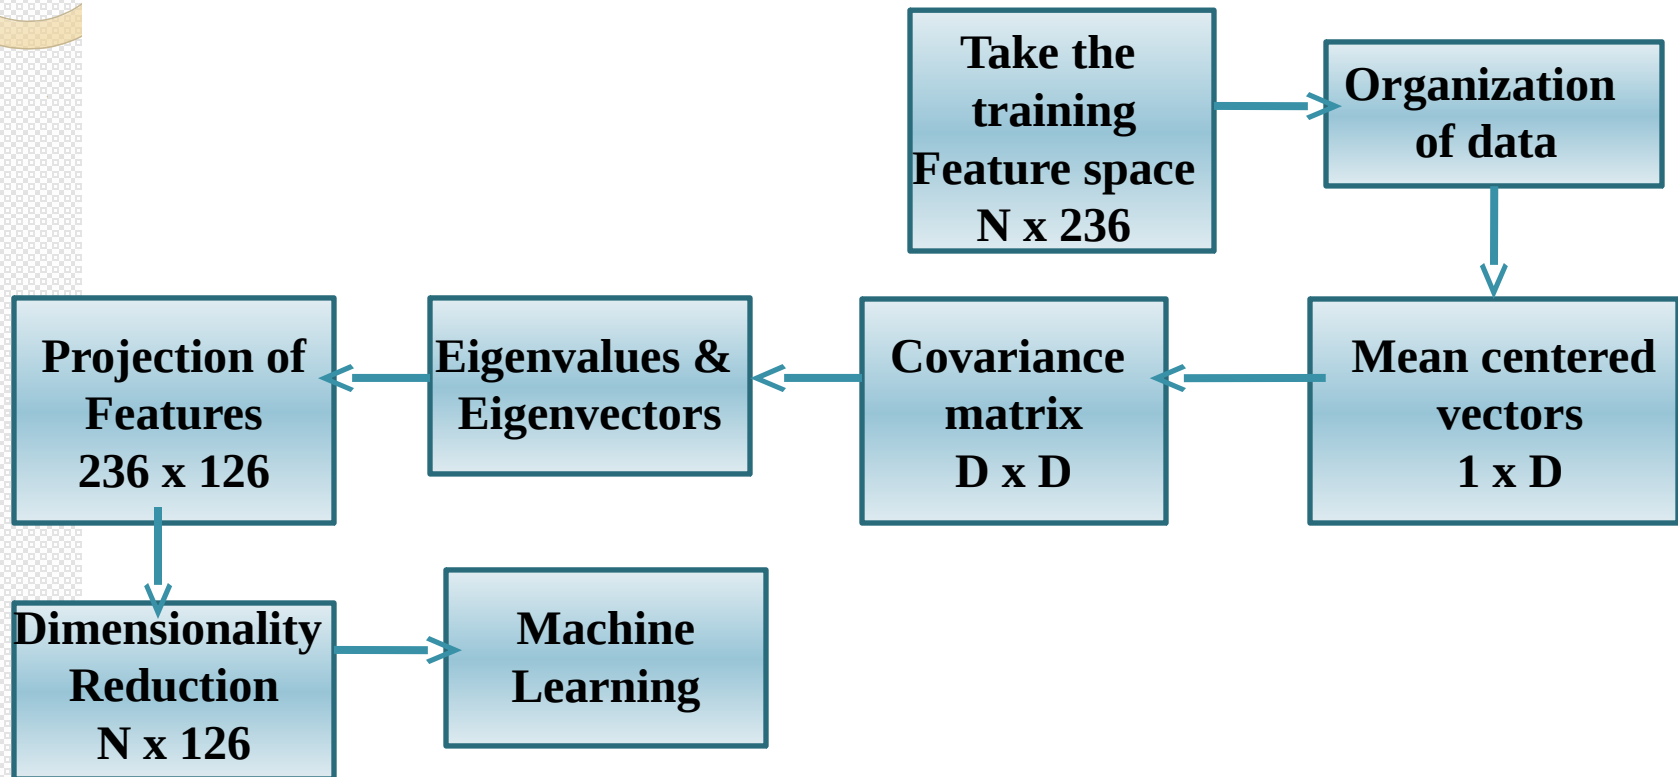 Take the
training
Feature space
N x 236
Organization
of data
Mean centered
vectors
1 x D
Covariance
matrix
D x D
Eigenvalues &
Eigenvectors
Projection of
Features
236 x 126
Dimensionality
Reduction
N x 126
Machine
Learning